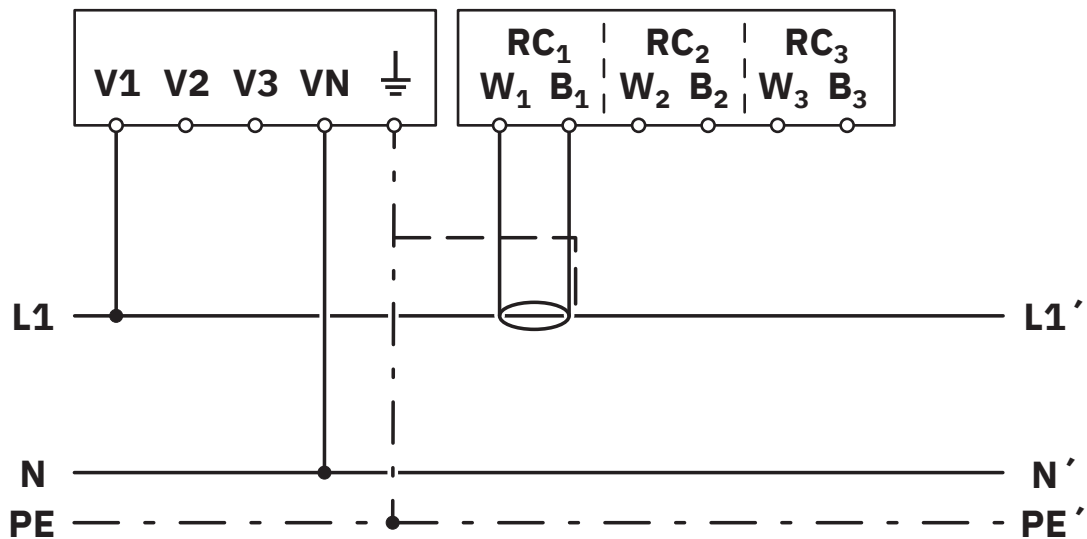 RC₁ RC₂ RC₃
V1 V2 V3 VN W₁ B₁ W₂ B₂ W₃ B₃
L1 L1´
N N´
PE PE´